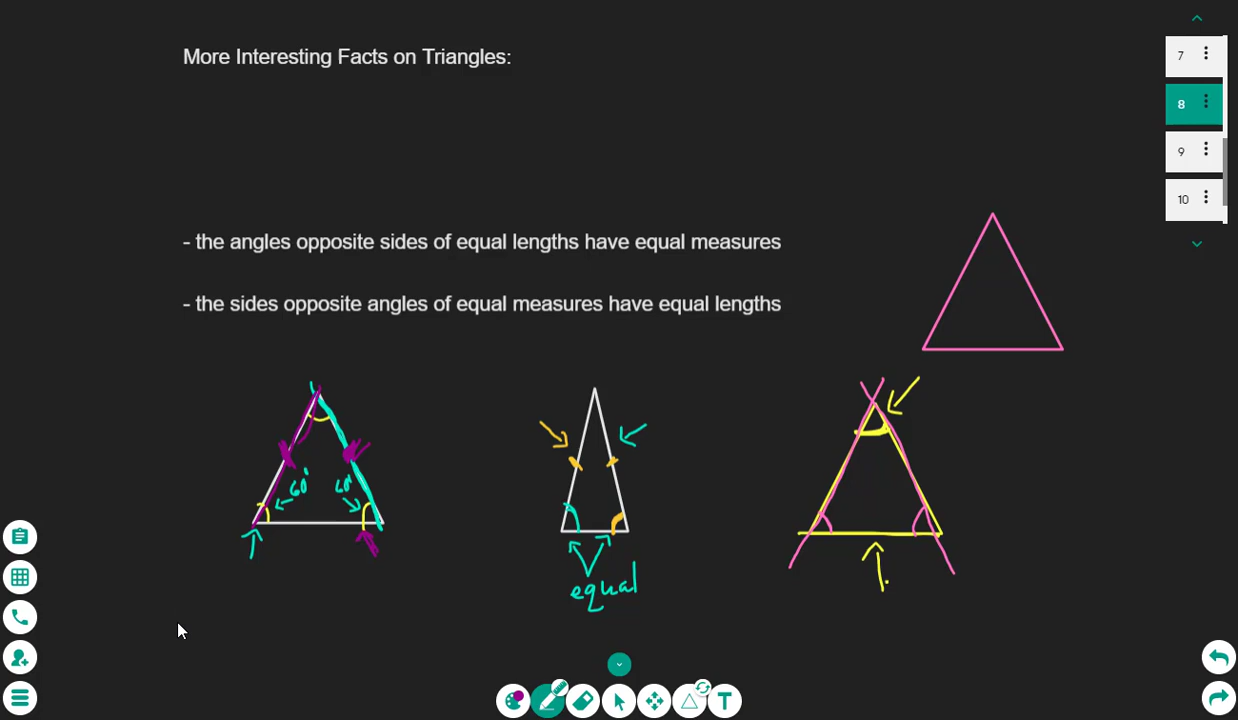 More Interesting Facts on Triangles:
7
8
9
10
- the angles opposite sides of equal lengths have equal measures
- the sides opposite angles of equal measures have equal lengths
60° 60°
equal
T